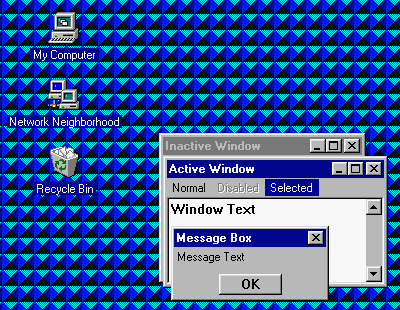 My Computer
Network Neighborhood
Recycle Bin
Inactive Window
Active Window
Normal Disabled Selected
Window Text
Message Box
Message Text
OK